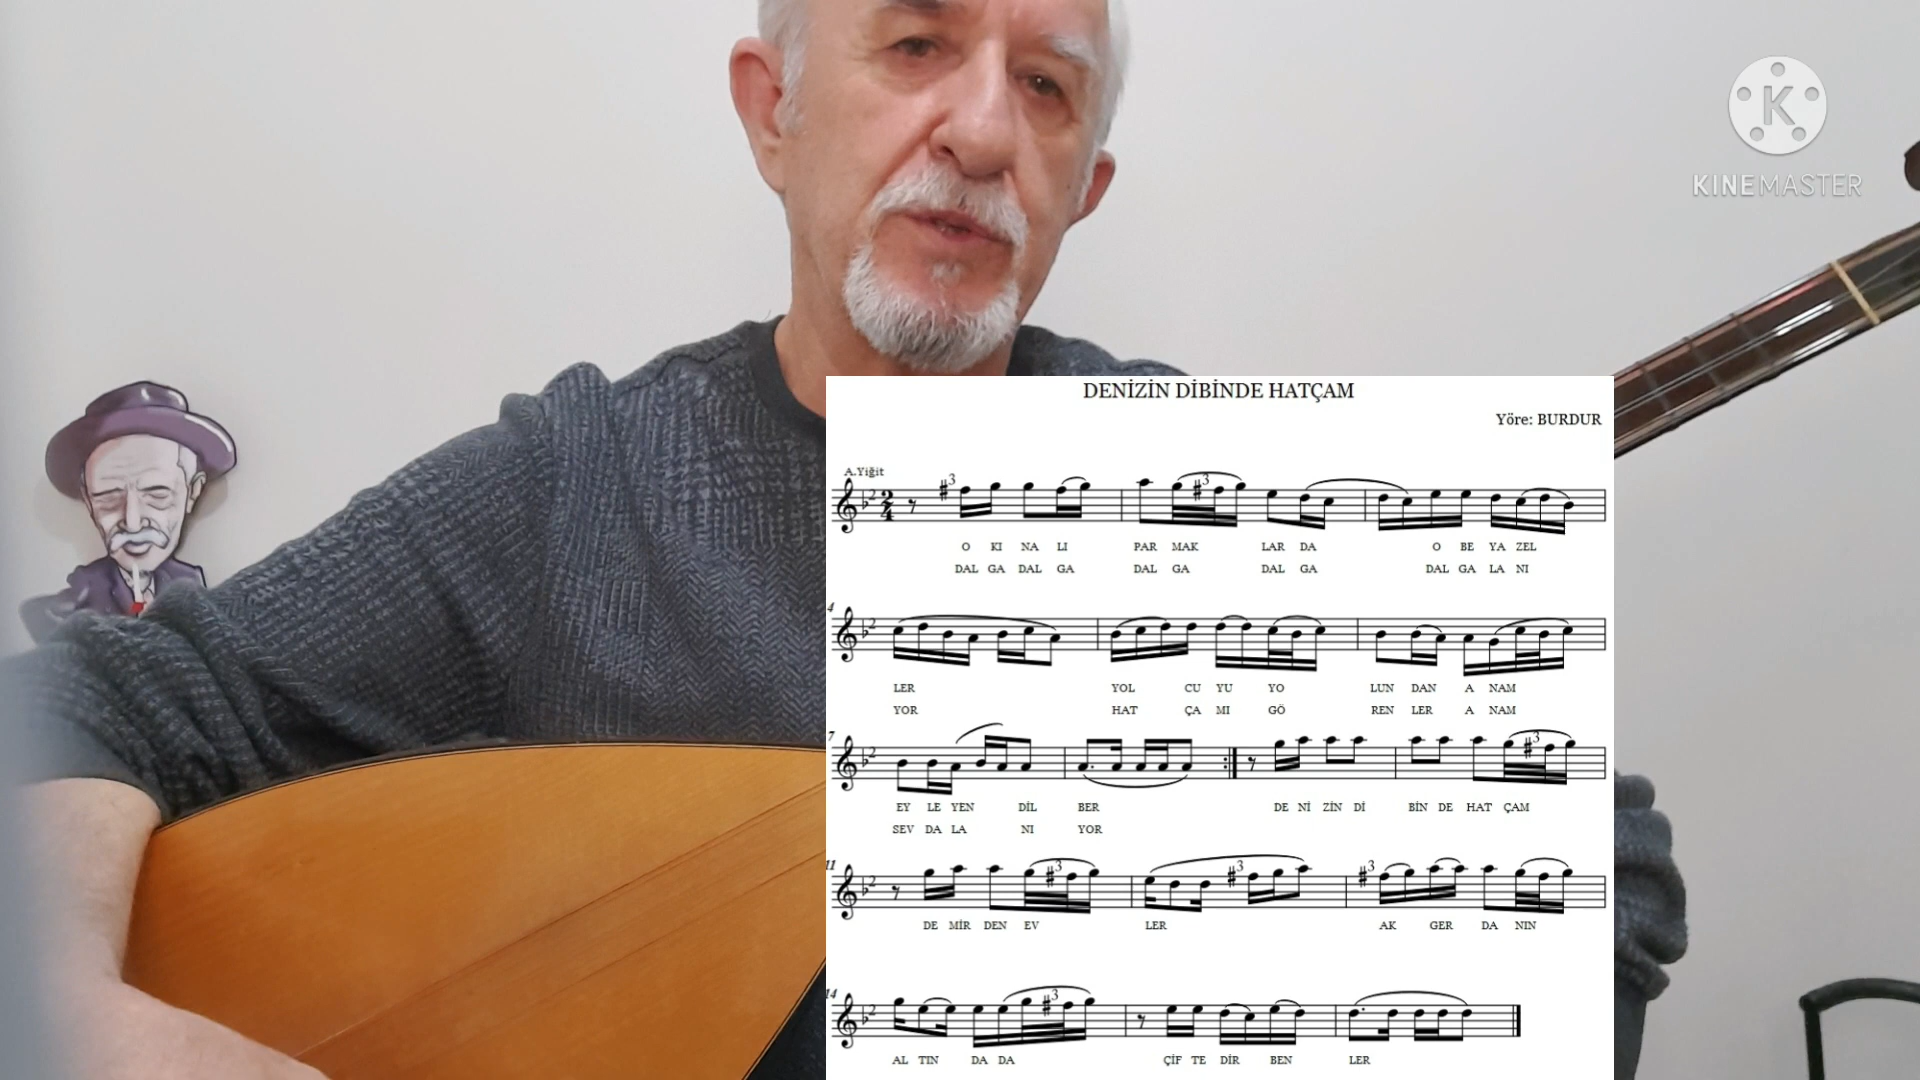 K
KINEMASTER
DENİZİN DİBİNDE HATÇAM
Yöre: BURDUR
A.Yiğit
O KI NA LI PAR MAK LAR DA O BE YA ZEL
DAL GA DAL GA DAL GA DAL GA DAL GA LA NI
4
LER YOL CU YU YO LUN DAN A NAM
YOR HAT ÇA MI GÖ REN LER A NAM
7
EY LE YEN DİL BER DE Nİ ZİN Dİ BİN DE HAT ÇAM
SEV DA LA NI YOR
11
DE MİR DEN EV LER AK GER DA NIN
14
AL TIN DA DA ÇİF TE DİR BEN LER